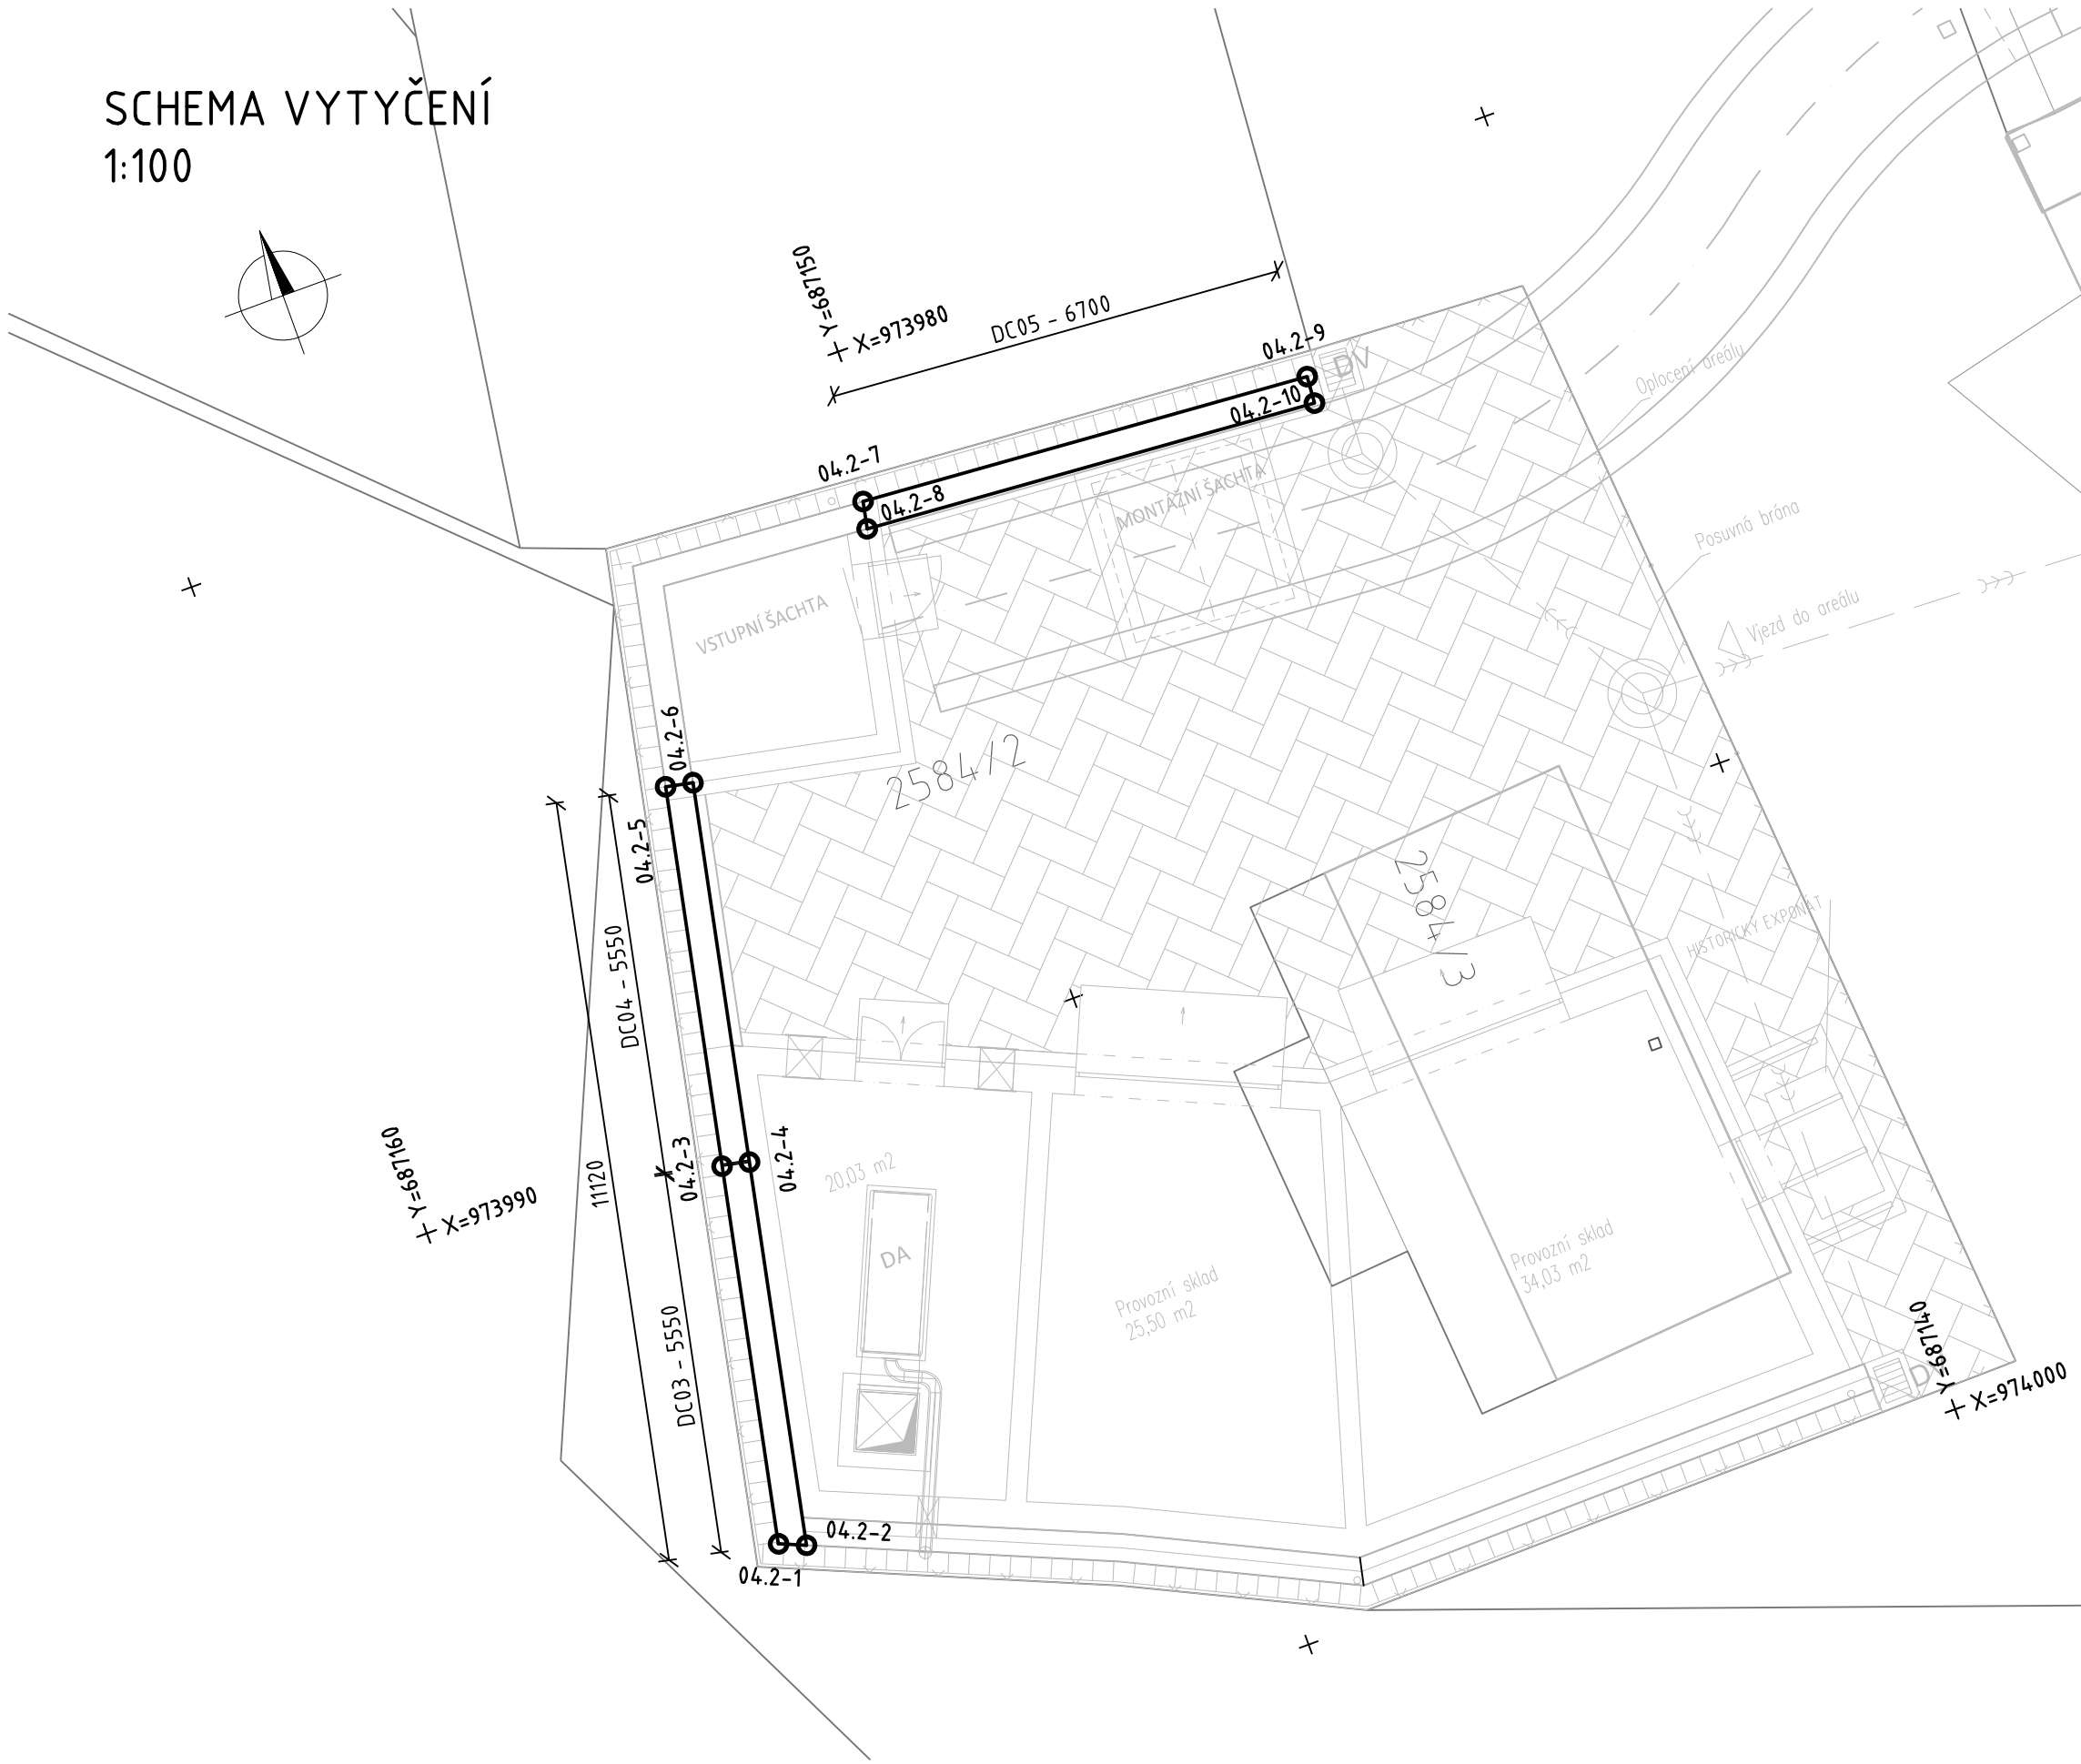 SCHEMA VYTYČENÍ
1:100
Y=687150
X=973980
DC05 - 6700
04.2-9
DV
04.2-10
Oplocení areálu
04.2-7
04.2-8
MONTÁŽNÍ ŠACHTA
Posuvná brána
VSTUPNÍ ŠACHTA
Vjezd do areálu
04.2-6
2584/2
04.2-5
2584/3
HISTORICKÝ EXPONÁT
DC04 - 5550
04.2-3
04.2-4
Y=687160
X=973990
11120
20,03 m2
DA
Provozní sklad
25,50 m2
Provozní sklad
34,03 m2
DC03 - 5550
Y=687140
X=974000
D
04.2-2
04.2-1